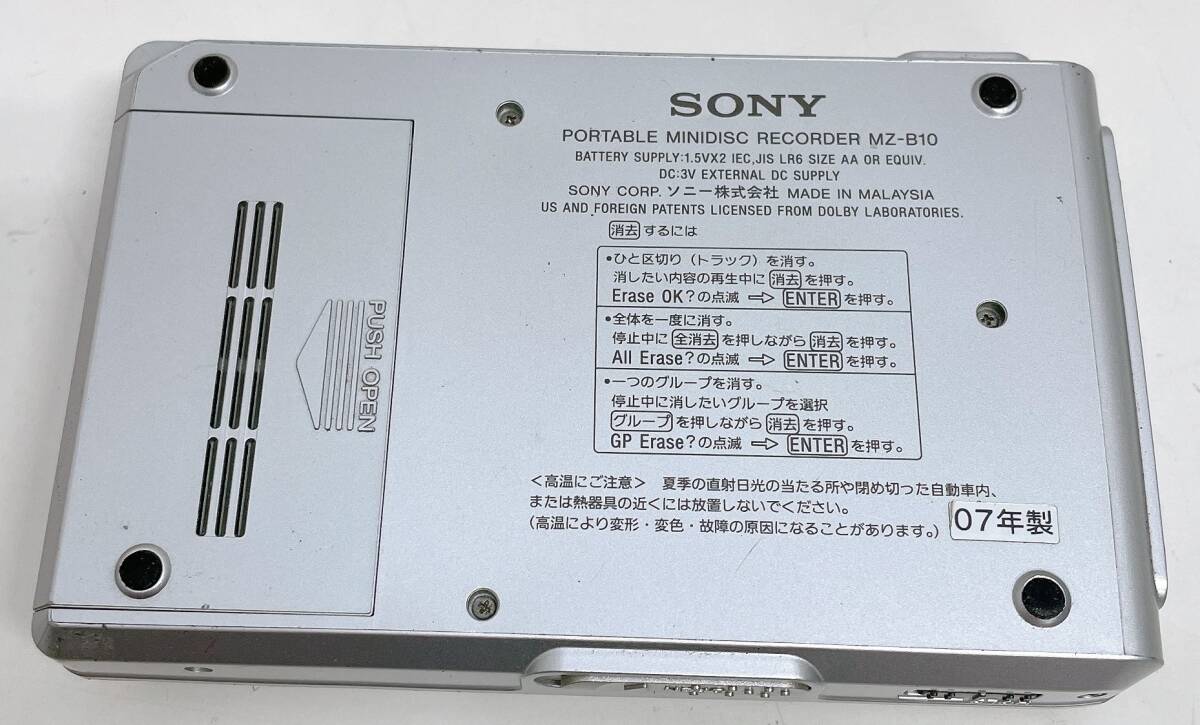 SONY
PORTABLE MINIDISC RECORDER MZ-B10
BATTERY SUPPLY:1.5VX2 IEC,JIS LR6 SIZE AA OR EQUIV.
DC:3V EXTERNAL DC SUPPLY
SONY CORP. ソニー株式会社 MADE IN MALAYSIA
US AND FOREIGN PATENTS LICENSED FROM DOLBY LABORATORIES.
消去するには
•ひと区切り（トラック）を消す。
消したい内容の再生中に消去を押す。
Erase OK?の点滅 ⇨ ENTERを押す。
•全体を一度に消す。
停止中に全消去を押しながら消去を押す。
All Erase?の点滅 ⇨ ENTERを押す。
•一つのグループを消す。
停止中に消したいグループを選択
グループを押しながら消去を押す。
GP Erase?の点滅 ⇨ ENTERを押す。
＜高温にご注意＞ 夏季の直射日光の当たる所や閉め切った自動車内、
または熱器具の近くには放置しないでください。
(高温により変形・変色・故障の原因になることがあります。)
07年製
PUSH OPEN